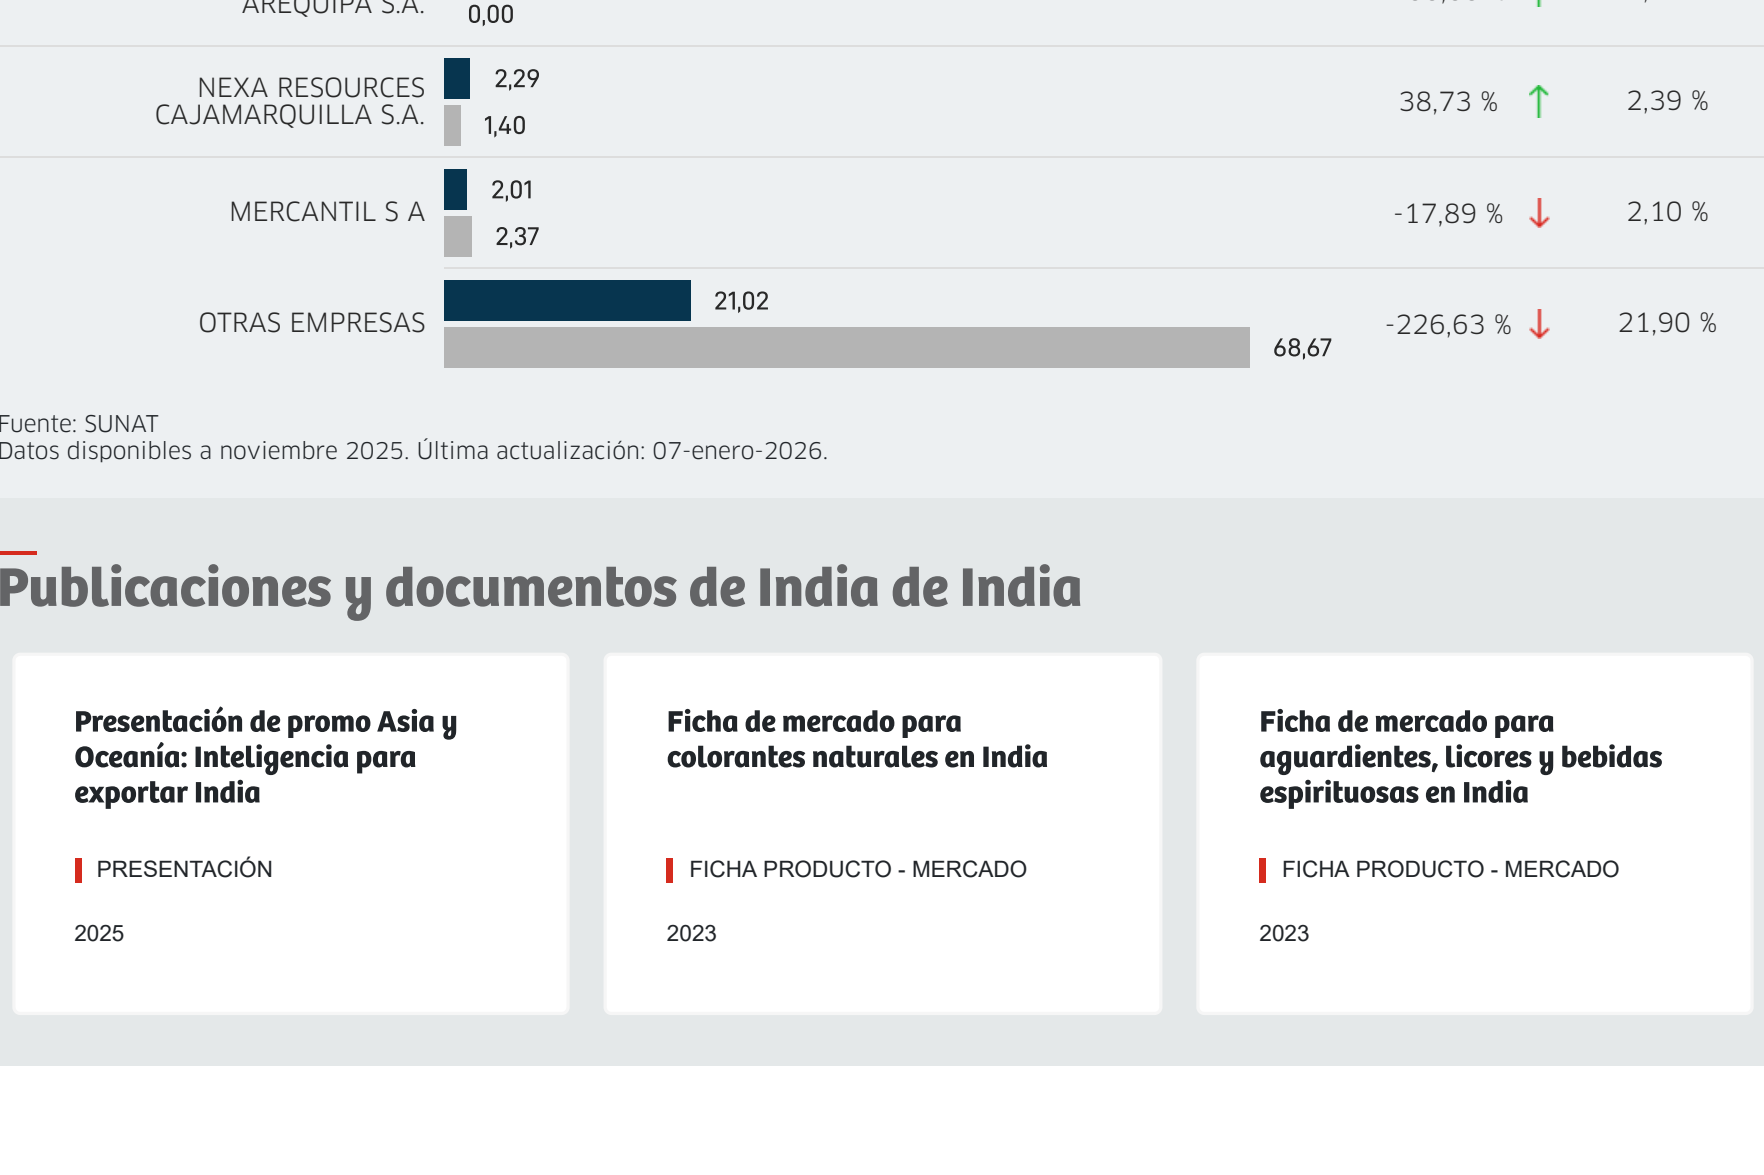 AREQUIPA S.A.
0,00
NEXA RESOURCES
CAJAMARQUILLA S.A.
2,29
1,40
38,73 %
2,39 %
MERCANTIL S A
2,01
2,37
-17,89 %
2,10 %
OTRAS EMPRESAS
21,02
68,67
-226,63 %
21,90 %
Fuente: SUNAT
Datos disponibles a noviembre 2025. Última actualización: 07-enero-2026.
Publicaciones y documentos de India de India
Presentación de promo Asia y
Oceanía: Inteligencia para
exportar India
PRESENTACIÓN
2025
Ficha de mercado para
colorantes naturales en India
FICHA PRODUCTO - MERCADO
2023
Ficha de mercado para
aguardientes, licores y bebidas
espirituosas en India
FICHA PRODUCTO - MERCADO
2023